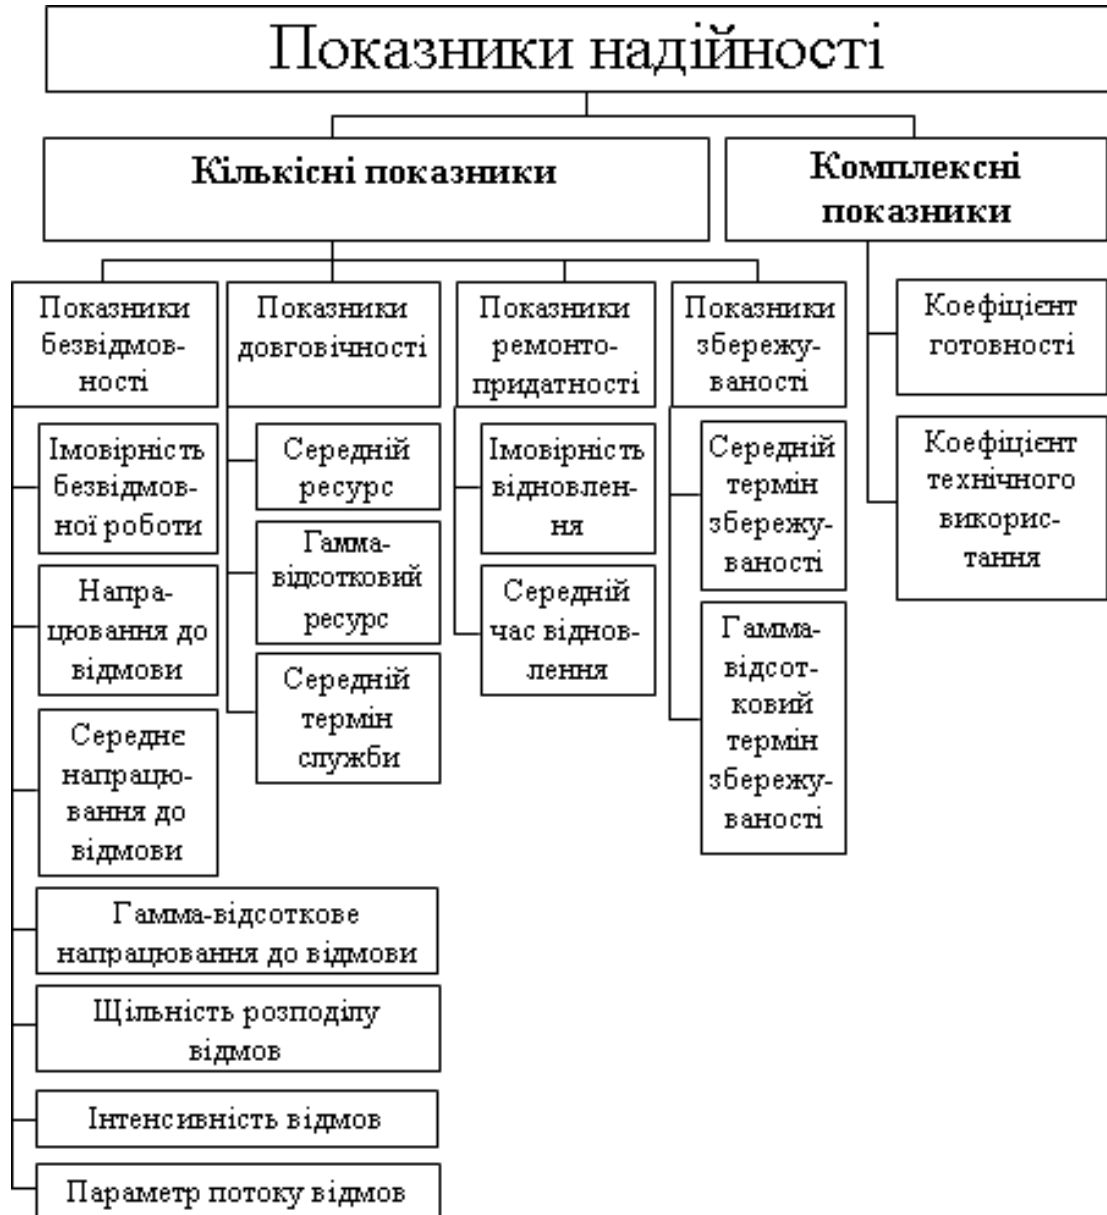 Показники надійності
Кількісні показники
Комплексні
показники
Показники
безвідмов-
ності
Імовірність
безвідмов-
ної роботи
Напра-
цювання до
відмови
Середнє
напрацю-
вання до
відмови
Гамма-відсоткове
напрацювання до відмови
Щільність розподілу
відмов
Інтенсивність відмов
Параметр потоку відмов
Показники
довговічності
Середній
ресурс
Гамма-
відсотковий
ресурс
Середній
термін
служби
Показники
ремонто-
придатності
Імовірність
відновлен-
ня
Середній
час віднов-
лення
Показники
збережу-
ваності
Середній
термін
збережу-
ваності
Гамма-
відсот-
ковий
термін
збережу-
ваності
Коефіцієнт
готовності
Коефіцієнт
технічного
викорис-
тання